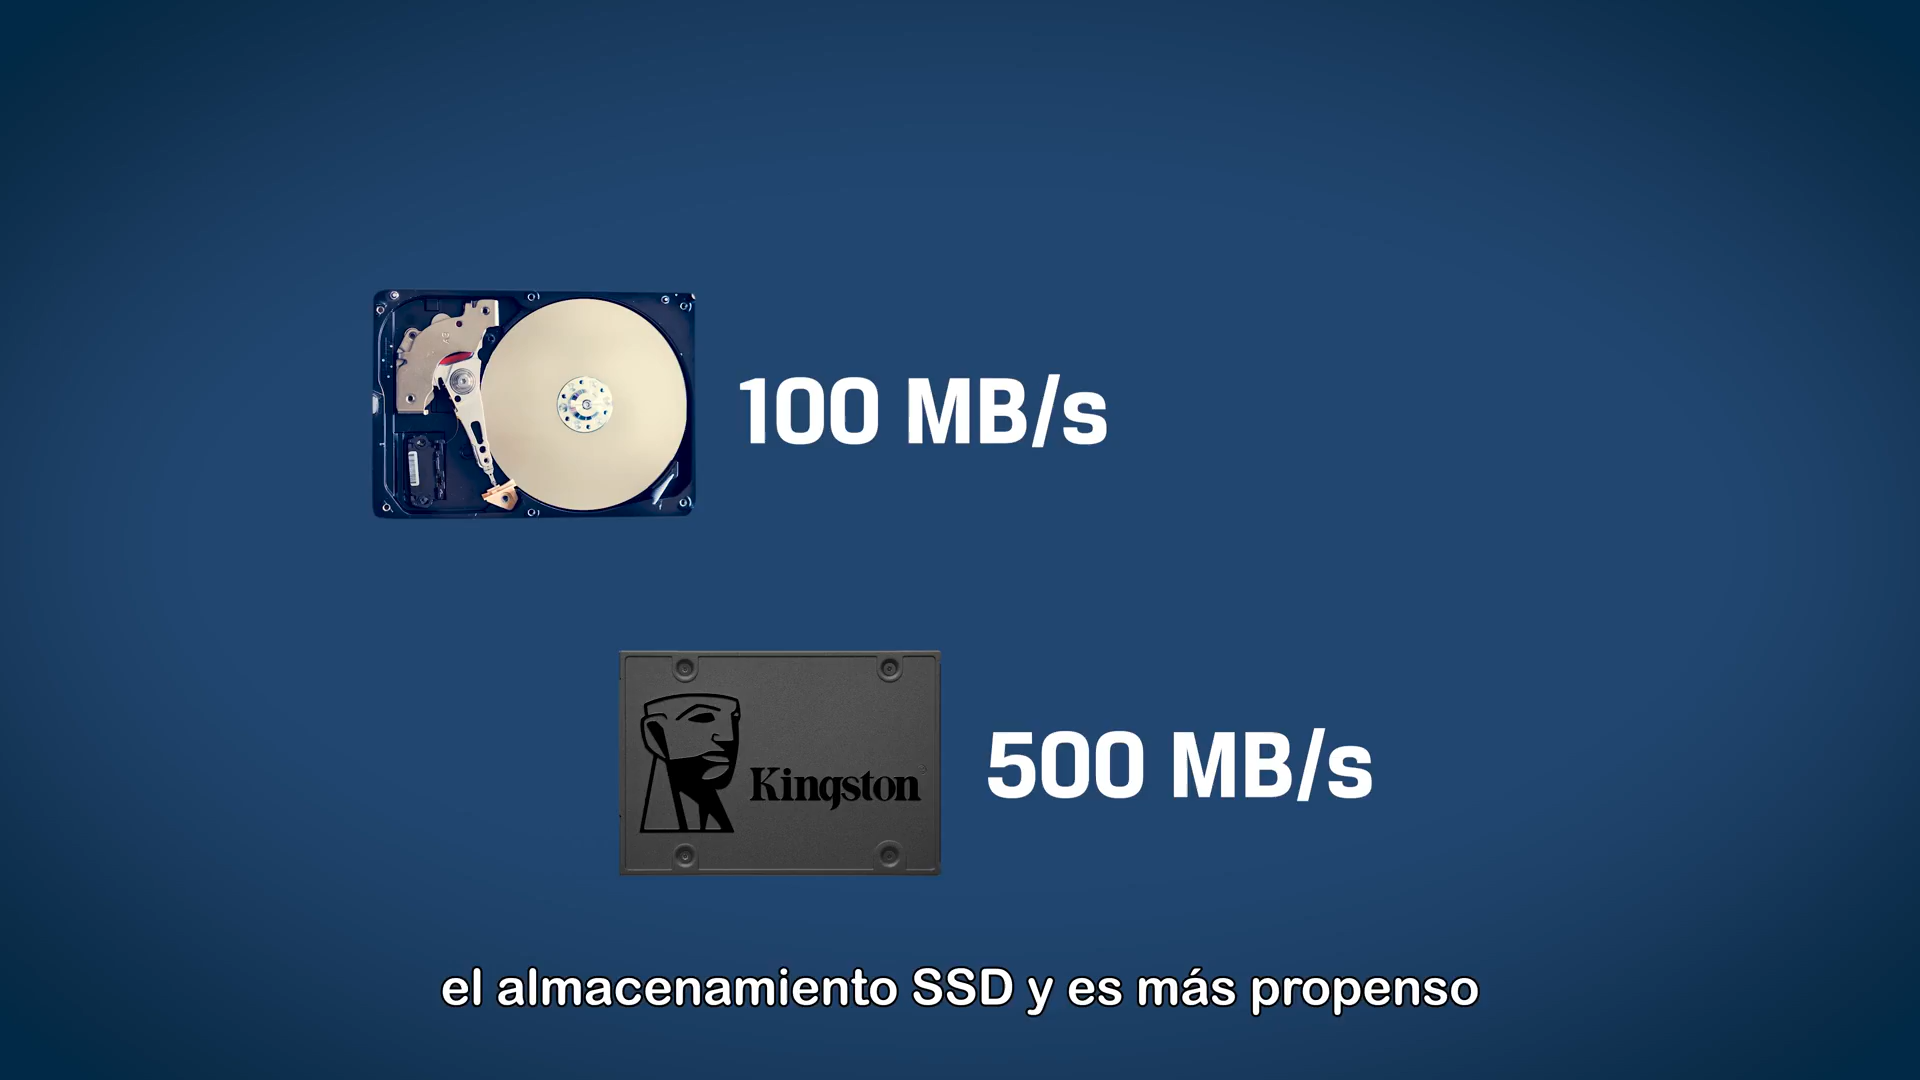 100 MB/s
Kingston
500 MB/s
el almacenamiento SSD y es más propenso